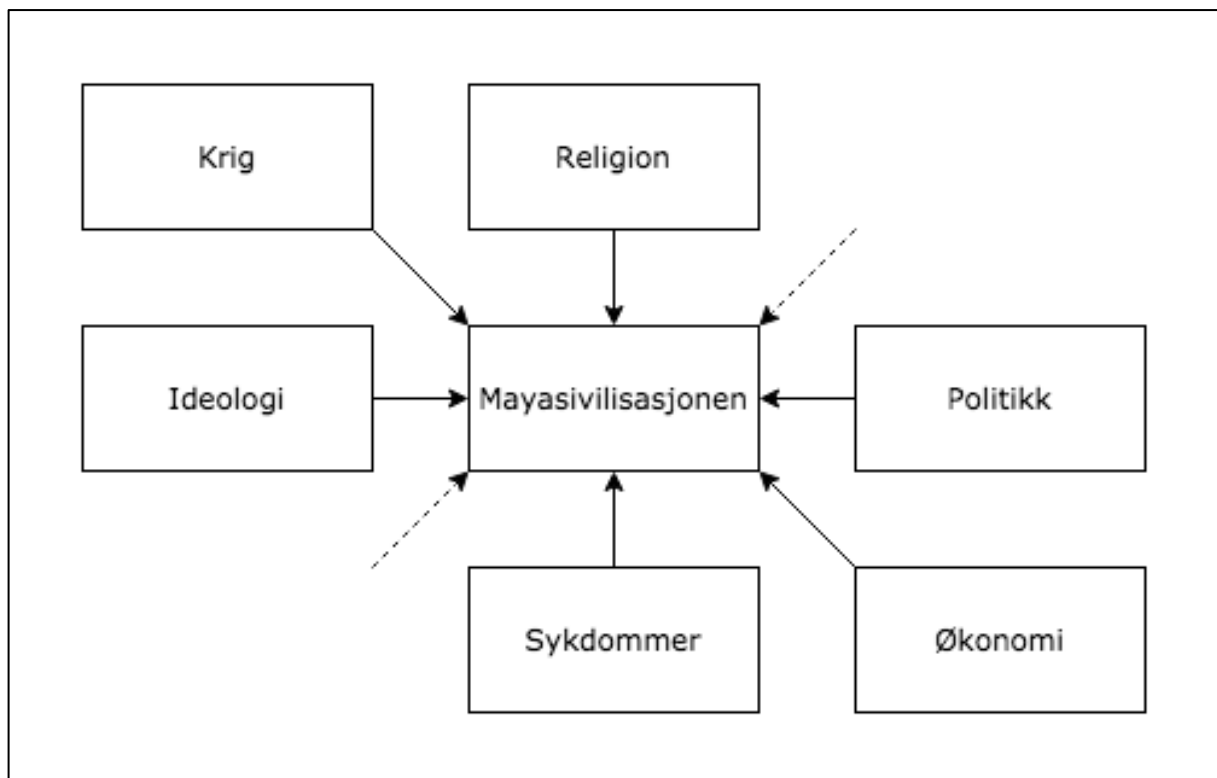 Krig
Religion
Ideologi
Mayasivilisasjonen
Politikk
Sykdommer
Økonomi